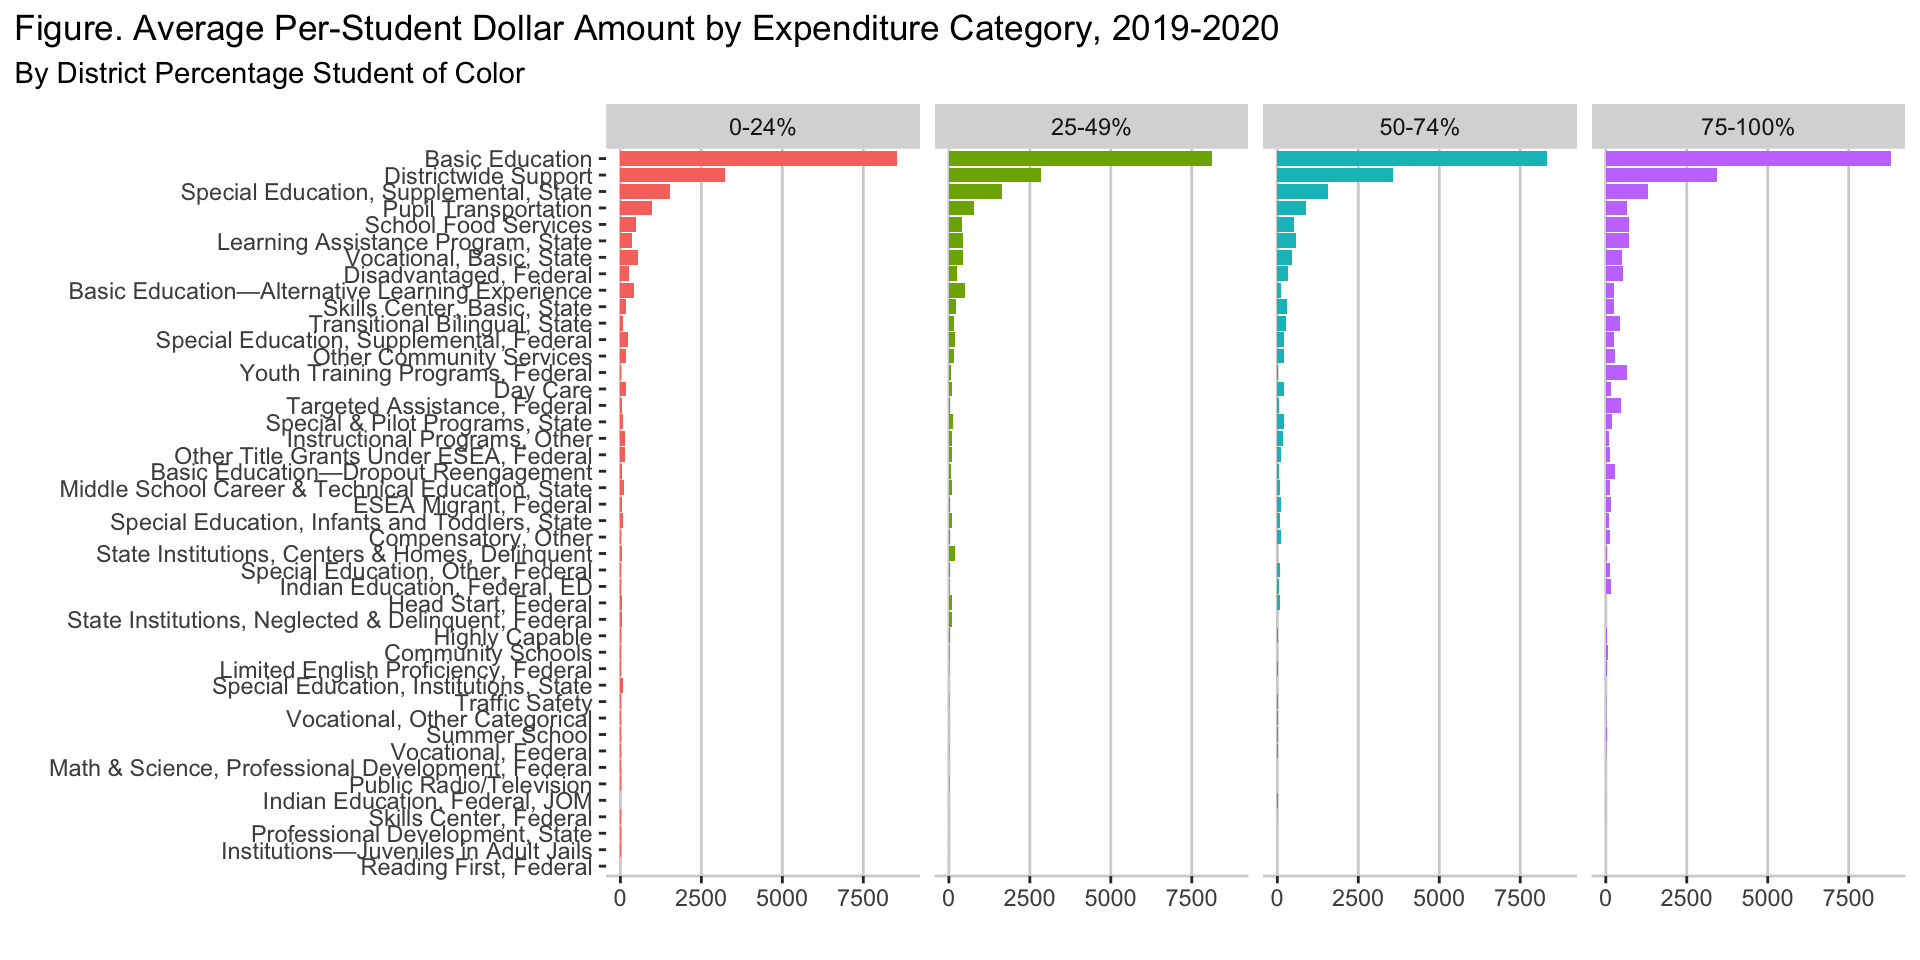 Figure. Average Per-Student Dollar Amount by Expenditure Category, 2019-2020
By District Percentage Student of Color
0-24% 25-49% 50-74% 75-100%
Basic Education
Districtwide Support
Special Education, Supplemental, State
Pupil Transportation
School Food Services
Learning Assistance Program, State
Vocational, Basic, State
Disadvantaged, Federal
Basic Education—Alternative Learning Experience
Skills Center, Basic, State
Transitional Bilingual, State
Special Education, Supplemental, Federal
Other Community Services
Youth Training Programs, Federal
Day Care
Targeted Assistance, Federal
Special & Pilot Programs, State
Instructional Programs, Other
Other Title Grants Under ESEA, Federal
Basic Education—Dropout Reengagement
Middle School Career & Technical Education, State
ESEA Migrant, Federal
Special Education, Infants and Toddlers, State
Compensatory, Other
State Institutions, Centers & Homes, Delinquent
Special Education, Other, Federal
Indian Education, Federal, ED
Head Start, Federal
State Institutions, Neglected & Delinquent, Federal
Highly Capable
Community Schools
Limited English Proficiency, Federal
Special Education, Institutions, State
Traffic Safety
Vocational, Other Categorical
Summer School
Vocational, Federal
Math & Science, Professional Development, Federal
Public Radio/Television
Indian Education, Federal, JOM
Skills Center, Federal
Professional Development, State
Institutions—Juveniles in Adult Jails
Reading First, Federal
0 2500 5000 7500 0 2500 5000 7500 0 2500 5000 7500 0 2500 5000 7500